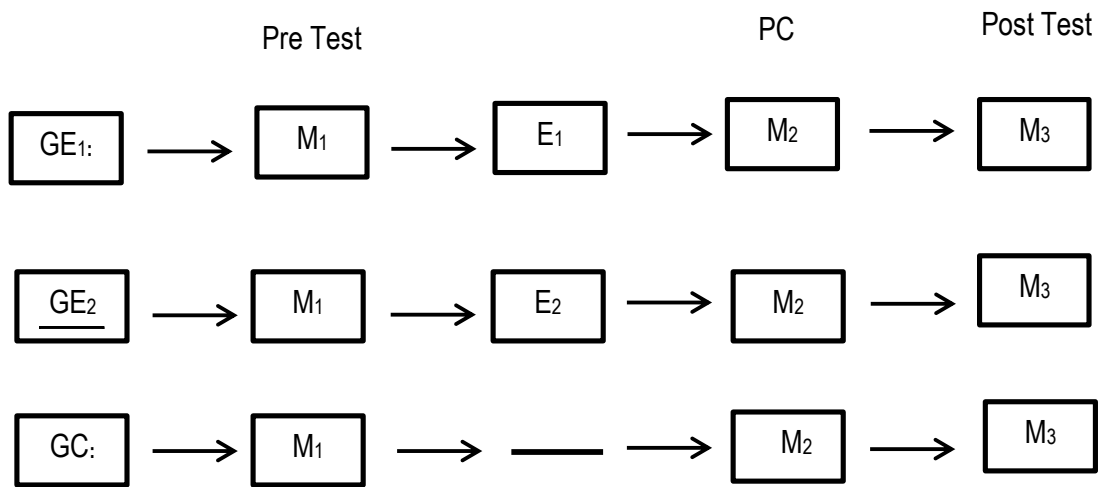 Pre Test PC Post Test
GE1: M1 E1 M2 M3
GE2 M1 E2 M2 M3
GC: M1 M2 M3